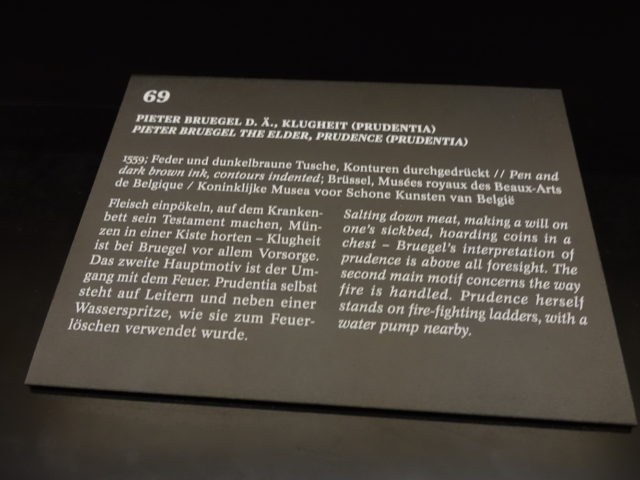 69
PIETER BRUEGEL D. Ä., KLUGHEIT (PRUDENTIA)
PIETER BRUEGEL THE ELDER, PRUDENCE (PRUDENTIA)
1559; Feder und dunkelbraune Tusche, Konturen durchgedrückt // Pen and
dark brown ink, contours indented; Brüssel, Musées royaux des Beaux-Arts
de Belgique / Koninklijke Musea voor Schone Kunsten van België
Fleisch einpökeln, auf dem Kranken-
bett sein Testament machen, Mün-
zen in einer Kiste horten – Klugheit
ist bei Bruegel vor allem Vorsorge.
Das zweite Hauptmotiv ist der Um-
gang mit dem Feuer. Prudentia selbst
steht auf Leitern und neben einer
Wasserspritze, wie sie zum Feuer-
löschen verwendet wurde.
Salting down meat, making a will on
one's sickbed, hoarding coins in a
chest – Bruegel's interpretation of
prudence is above all foresight. The
second main motif concerns the way
fire is handled. Prudence herself
stands on fire-fighting ladders, with a
water pump nearby.